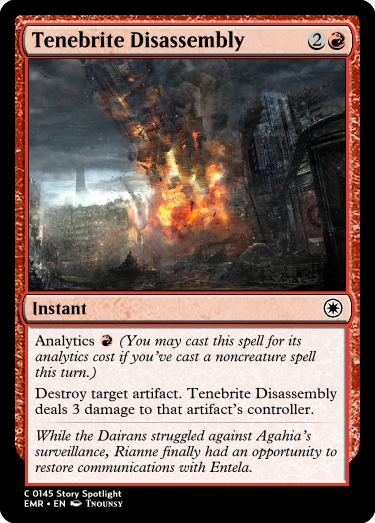 Tenebrite Disassembly 2
Instant
Analytics (You may cast this spell for its
analytics cost if you've cast a noncreature spell
this turn.)
Destroy target artifact. Tenebrite Disassembly
deals 3 damage to that artifact's controller.
While the Dairans struggled against Agahia's
surveillance, Rianne finally had an opportunity to
restore communications with Entela.
C 0145 Story Spotlight
EMR • EN Tnounsy